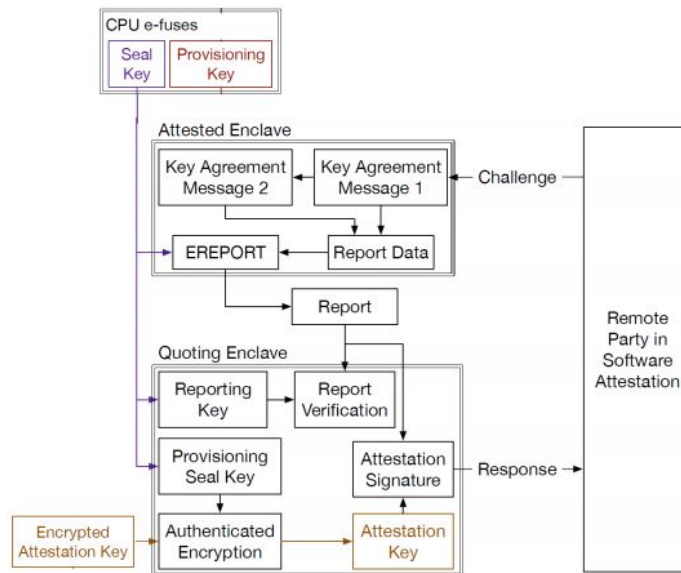 CPU e-fuses
Seal
Key
Provisioning
Key
Attested Enclave
Key Agreement
Message 2
Key Agreement
Message 1
Challenge
EREPORT
Report Data
Report
Remote
Party in
Software
Attestation
Quoting Enclave
Reporting
Key
Report
Verification
Provisioning
Seal Key
Attestation
Signature
Response
Encrypted
Attestation Key
Authenticated
Encryption
Attestation
Key